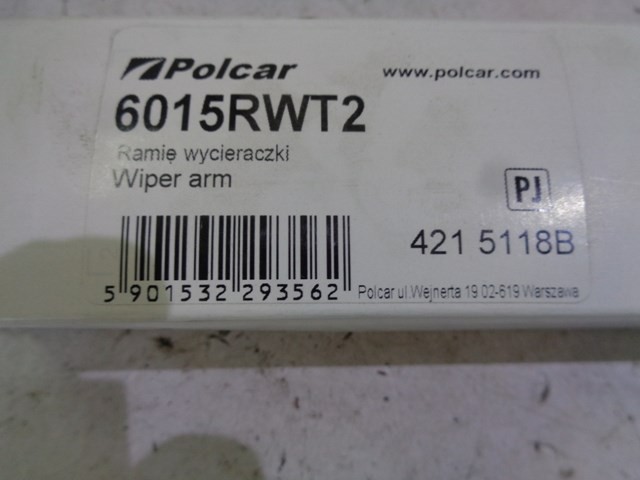 Polcar www.polcar.com
6015RWT2
Ramię wycieraczki
Wiper arm
PJ
421 5118B
5 901532 293562
Polcar ul.Wejnerta 19 02-619 Warszawa